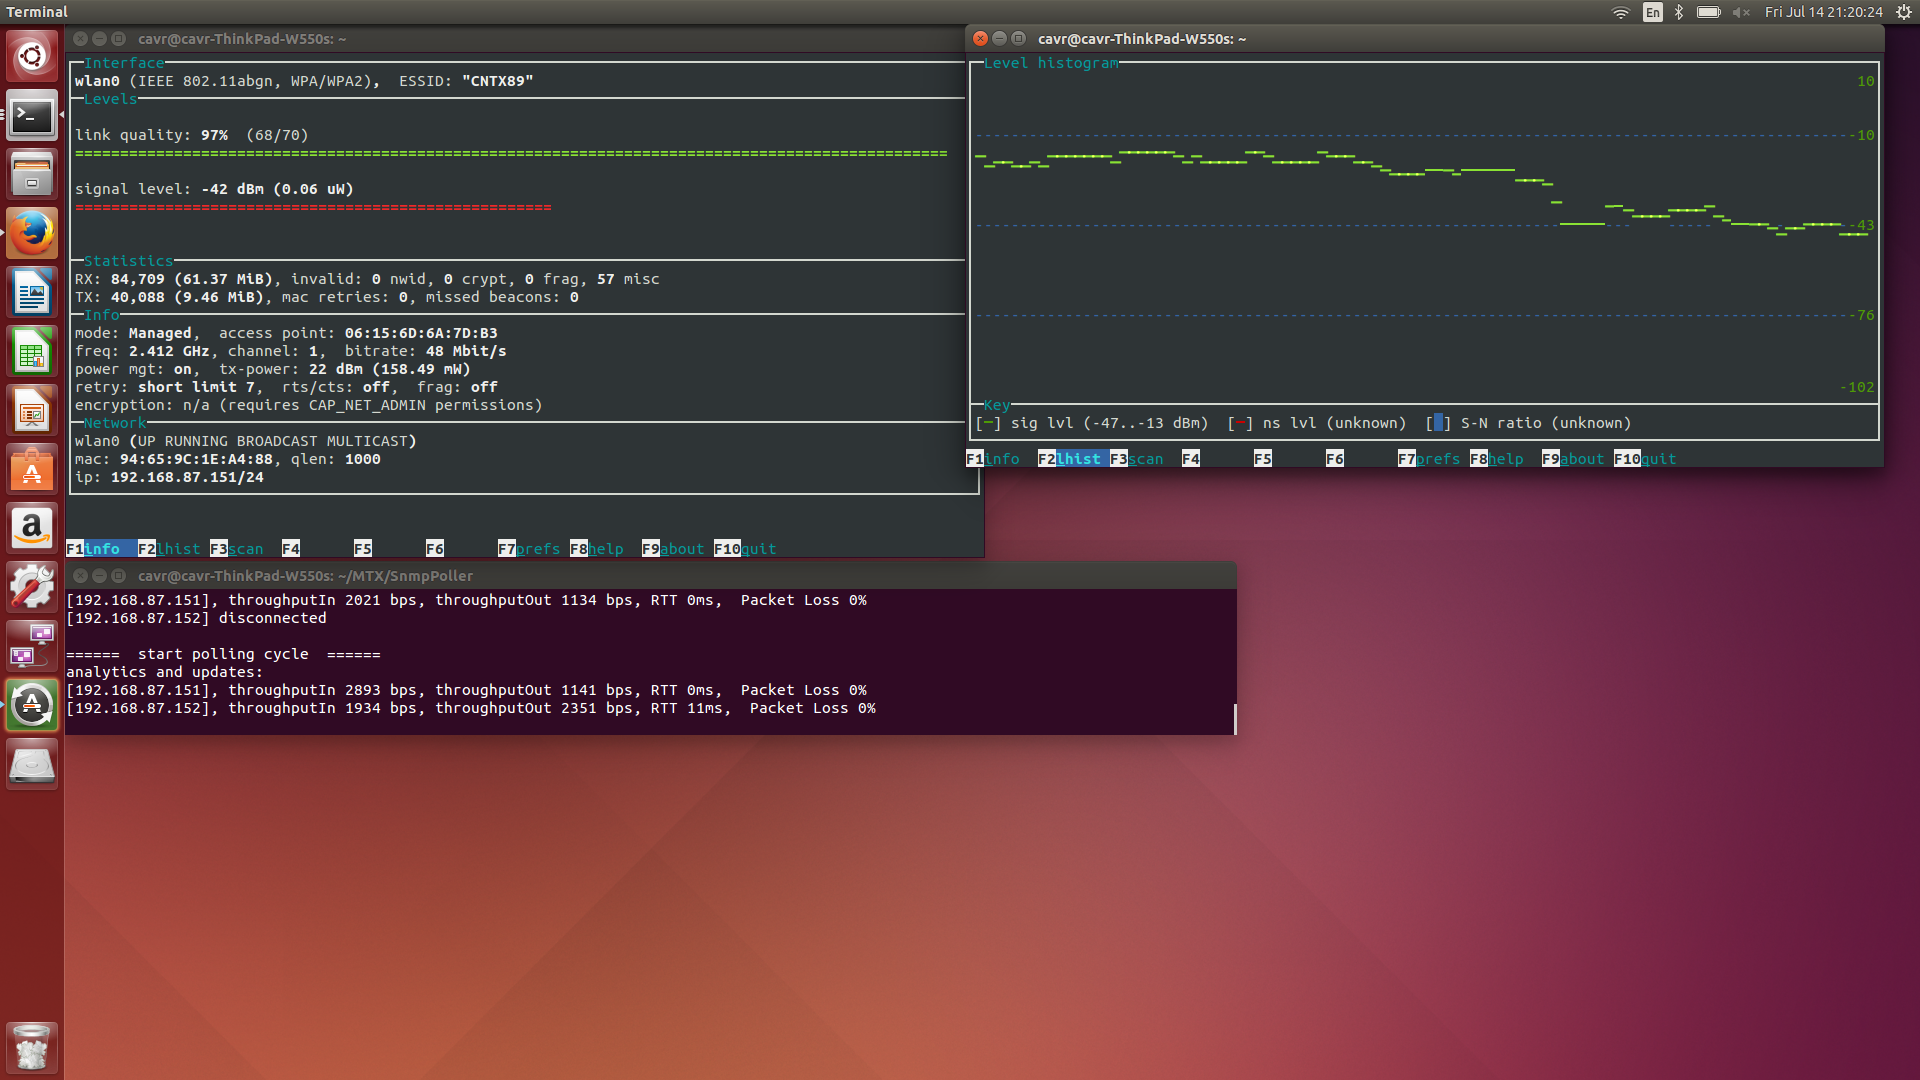 Terminal
En
Fri Jul 14 21:20:24
cavr@cavr-ThinkPad-W550s: ~
Interface
wlan0 (IEEE 802.11abgn, WPA/WPA2), ESSID: "CNTX89"
Levels
link quality: 97% (68/70)
signal level: -42 dBm (0.06 uW)
Statistics
RX: 84,709 (61.37 MiB), invalid: 0 nwid, 0 crypt, 0 frag, 57 misc
TX: 40,088 (9.46 MiB), mac retries: 0, missed beacons: 0
Info
mode: Managed, access point: 06:15:6D:6A:7D:B3
freq: 2.412 GHz, channel: 1, bitrate: 48 Mbit/s
power mgt: on, tx-power: 22 dBm (158.49 mW)
retry: short limit 7, rts/cts: off, frag: off
encryption: n/a (requires CAP_NET_ADMIN permissions)
Network
wlan0 (UP RUNNING BROADCAST MULTICAST)
mac: 94:65:9C:1E:A4:88, qlen: 1000
ip: 192.168.87.151/24
F1info F2lhist F3scan F4 F5 F6 F7prefs F8help F9about F10quit
cavr@cavr-ThinkPad-W550s: ~
Level histogram
10
-10
-43
-76
-102
Key
[-] sig lvl (-47..-13 dBm) [-] ns lvl (unknown) [ ] S-N ratio (unknown)
F1info F2lhist F3scan F4 F5 F6 F7prefs F8help F9about F10quit
cavr@cavr-ThinkPad-W550s: ~/MTX/SnmpPoller
[192.168.87.151], throughputIn 2021 bps, throughputOut 1134 bps, RTT 0ms, Packet Loss 0%
[192.168.87.152] disconnected
====== start polling cycle ======
analytics and updates:
[192.168.87.151], throughputIn 2893 bps, throughputOut 1141 bps, RTT 0ms, Packet Loss 0%
[192.168.87.152], throughputIn 1934 bps, throughputOut 2351 bps, RTT 11ms, Packet Loss 0%